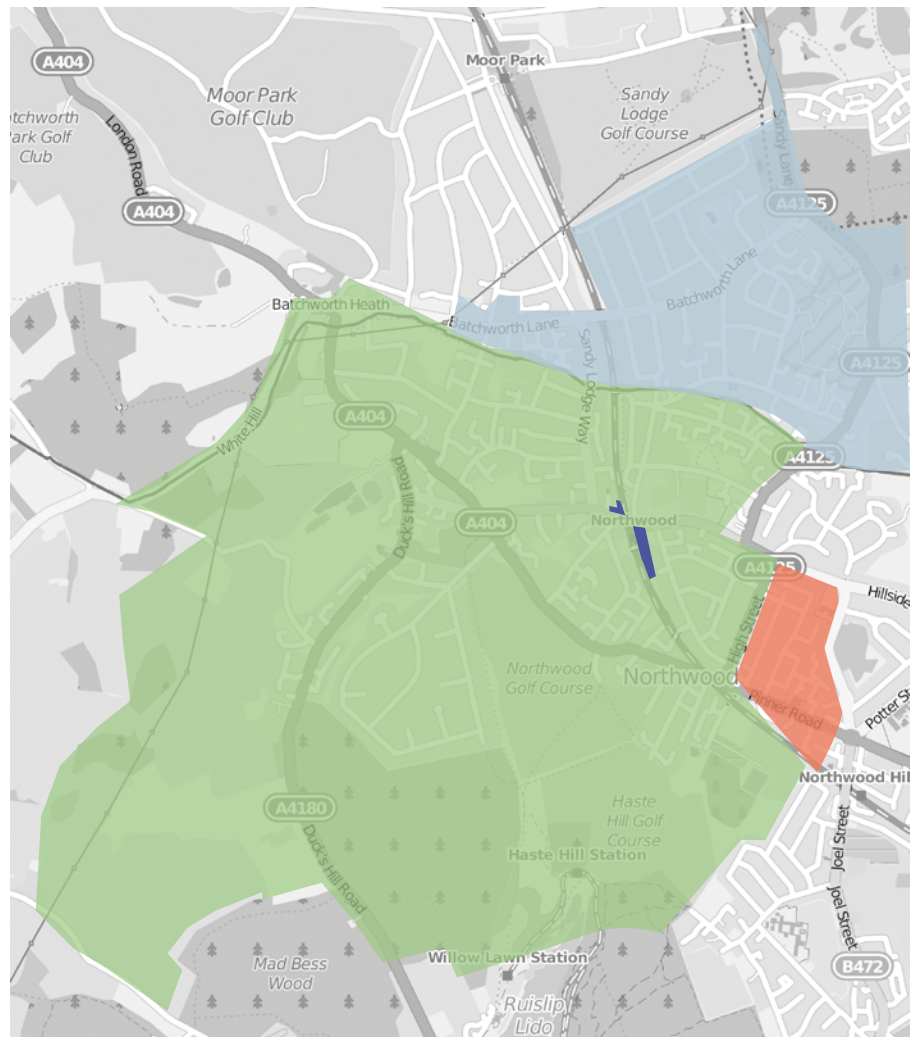 A404
Moor Park
Moor Park
Golf Club
Sandy
Lodge
Golf Course
atchworth
Park Golf
Club
London Road
Sandy Lane
A404
A4125
Batchworth Lane
Batchworth Heath
Batchworth Lane
Sandy Lodge Way
A4125
A404
White Hill
A4125
Duck's Hill Road
A404
Northwood
A4125
Hillside
High Street
Northwood
Golf Course
Northwood
Pinner Road
Potter St
Northwood Hil
A4180
Haste
Hill Golf
Course
Joel Street
Duck's Hill Road
Haste Hill Station
Joel Street
Mad Bess
Wood
Willow Lawn Station
B472
Ruislip
Lido